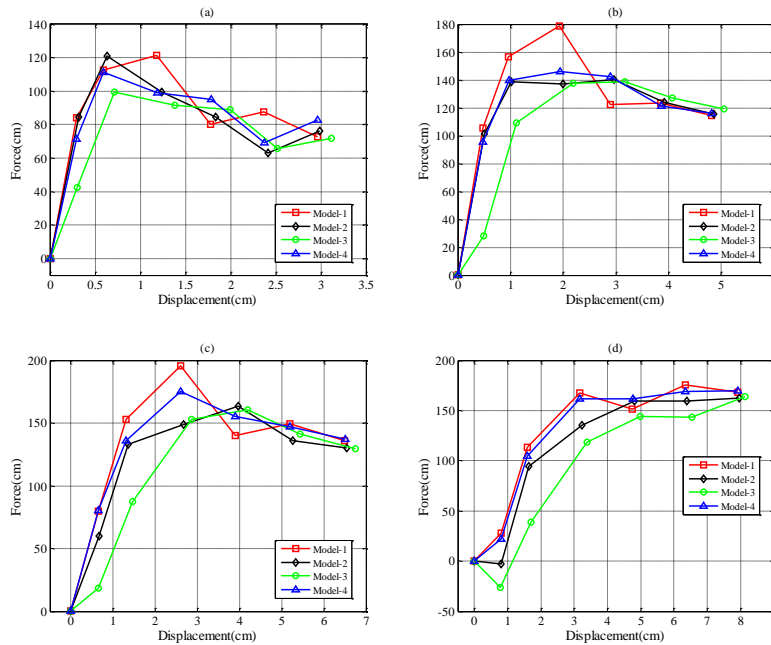 (a)
140
120
100
80
60
40
20
0
Force(cm)
0 0.5 1 1.5 2 2.5 3 3.5
Displacement(cm)
Model-1
Model-2
Model-3
Model-4
(b)
180
160
140
120
100
80
60
40
20
0
Force(cm)
0 1 2 3 4 5
Displacement(cm)
Model-1
Model-2
Model-3
Model-4
(c)
200
150
100
50
0
Force(cm)
0 1 2 3 4 5 6 7
Displacement(cm)
Model-1
Model-2
Model-3
Model-4
(d)
200
150
100
50
0
-50
Force(cm)
0 1 2 3 4 5 6 7 8
Displacement(cm)
Model-1
Model-2
Model-3
Model-4